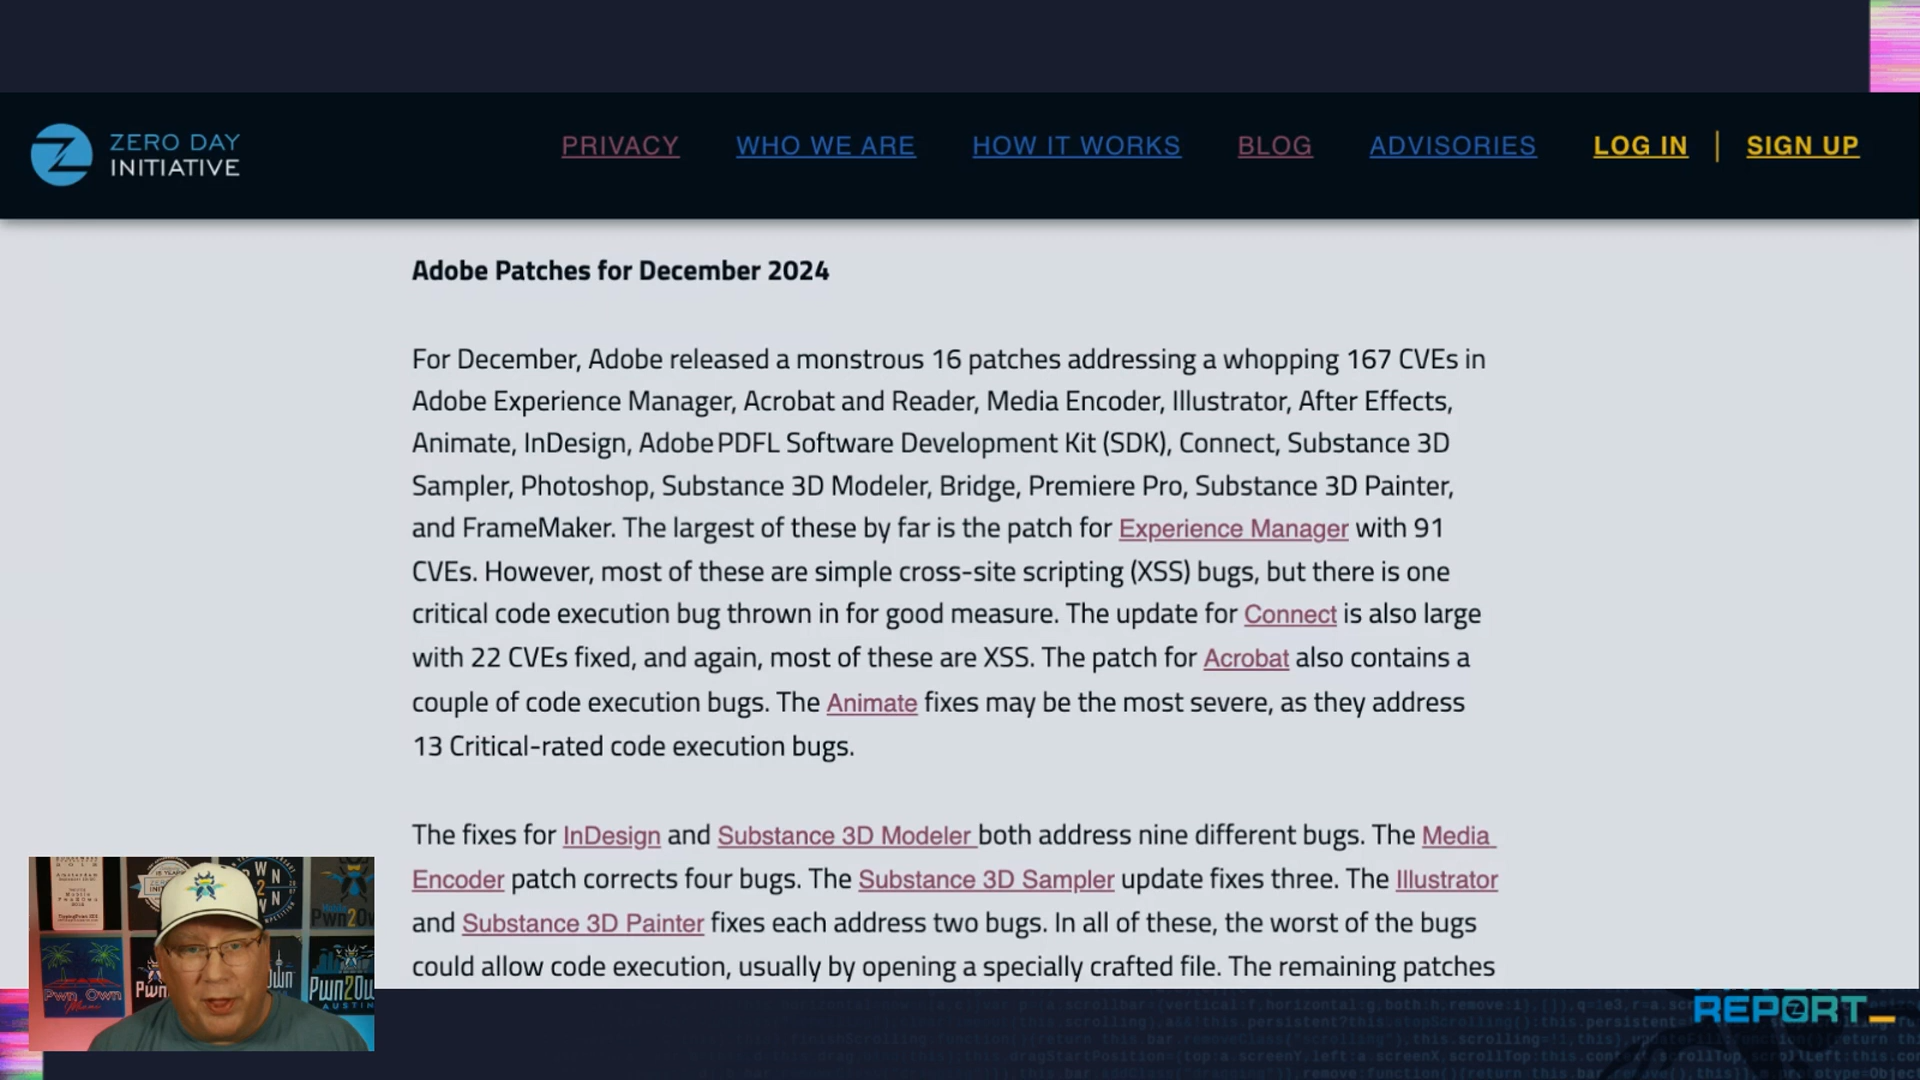 ZERO DAY
INITIATIVE
PRIVACY WHO WE ARE HOW IT WORKS BLOG ADVISORIES LOG IN | SIGN UP
Adobe Patches for December 2024
For December, Adobe released a monstrous 16 patches addressing a whopping 167 CVEs in
Adobe Experience Manager, Acrobat and Reader, Media Encoder, Illustrator, After Effects,
Animate, InDesign, Adobe PDFL Software Development Kit (SDK), Connect, Substance 3D
Sampler, Photoshop, Substance 3D Modeler, Bridge, Premiere Pro, Substance 3D Painter,
and FrameMaker. The largest of these by far is the patch for Experience Manager with 91
CVEs. However, most of these are simple cross-site scripting (XSS) bugs, but there is one
critical code execution bug thrown in for good measure. The update for Connect is also large
with 22 CVEs fixed, and again, most of these are XSS. The patch for Acrobat also contains a
couple of code execution bugs. The Animate fixes may be the most severe, as they address
13 Critical-rated code execution bugs.
The fixes for InDesign and Substance 3D Modeler both address nine different bugs. The Media
Encoder patch corrects four bugs. The Substance 3D Sampler update fixes three. The Illustrator
and Substance 3D Painter fixes each address two bugs. In all of these, the worst of the bugs
could allow code execution, usually by opening a specially crafted file. The remaining patches
Pwn Own
Miami
Pwn2Ow
AUSTIN
REPORT_